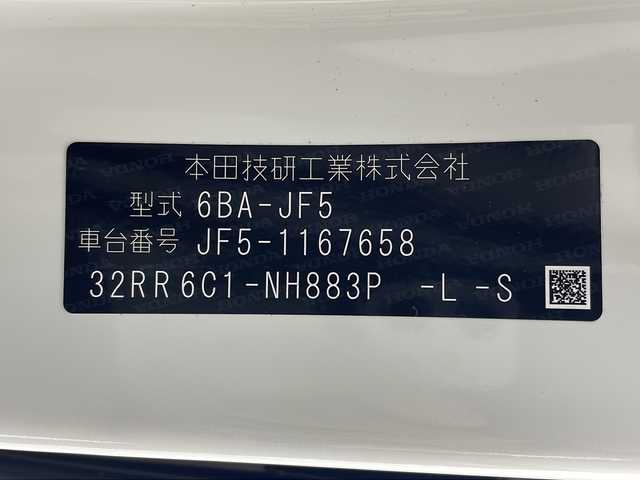 本田技研工業株式会社
型式 6BA-JF5
車台番号 JF5-1167658
32RR6C1-NH883P -L-S